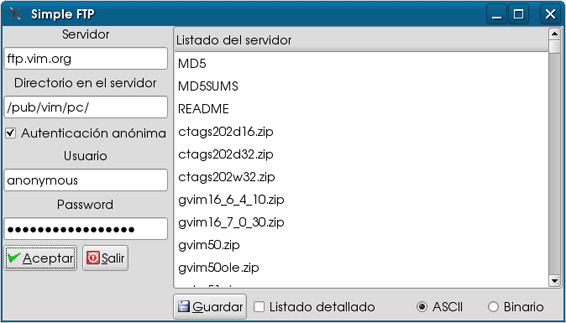 Simple FTP
Servidor
ftp.vim.org
Directorio en el servidor
/pub/vim/pc/
Autenticación anónima
Usuario
anonymous
Password
•••••••••••••••••
Aceptar
Salir
Listado del servidor
MD5
MD5SUMS
README
ctags202d16.zip
ctags202d32.zip
ctags202w32.zip
gvim16_6_4_10.zip
gvim16_7_0_30.zip
gvim50.zip
gvim50ole.zip
Guardar
Listado detallado
ASCII
Binario